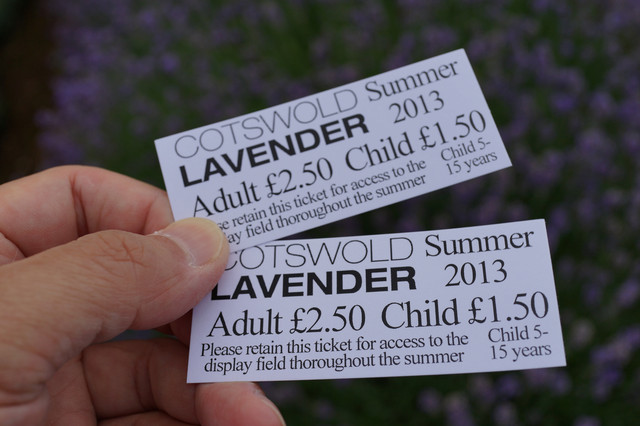 COTSWOLD Summer
LAVENDER 2013
Adult £2.50 Child £1.50
retain this ticket for access to the Child 5-
field thoroughout the summer 15 years
COTSWOLD Summer
LAVENDER 2013
Adult £2.50 Child £1.50
Please retain this ticket for access to the Child 5-
display field thoroughout the summer 15 years